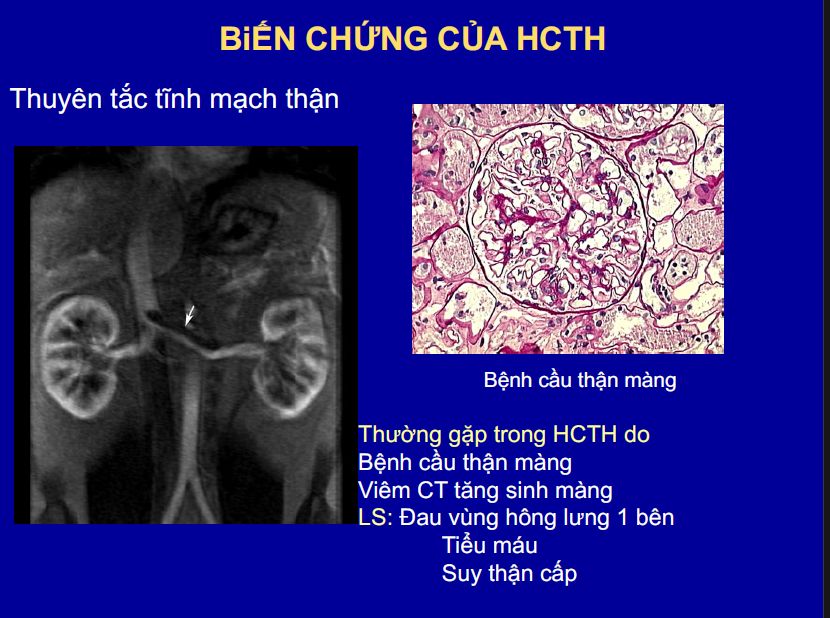 BiẾN CHỨNG CỦA HCTH
Thuyên tắc tĩnh mạch thận
Bệnh cầu thận màng
Thường gặp trong HCTH do
Bệnh cầu thận màng
Viêm CT tăng sinh màng
LS: Đau vùng hông lưng 1 bên
Tiểu máu
Suy thận cấp